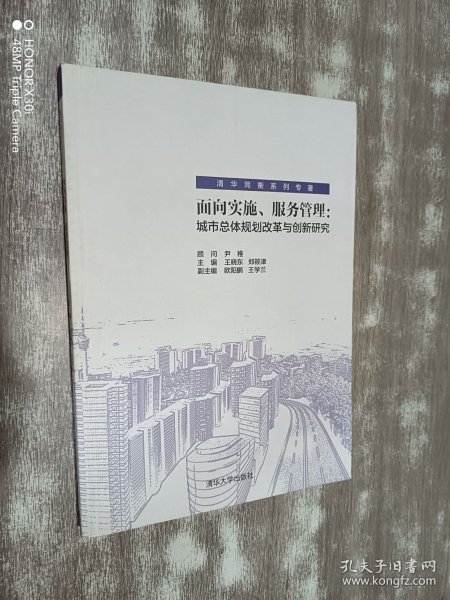 HONOR X30i
48MP Triple Camera
清华同衡系列专著
面向实施、服务管理：
城市总体规划改革与创新研究
顾 问 尹 稚
主 编 王晓东 郑筱津
副主编 欧阳鹏 王学兰
清华大学出版社
孔夫子旧书网
www.kongfz.com